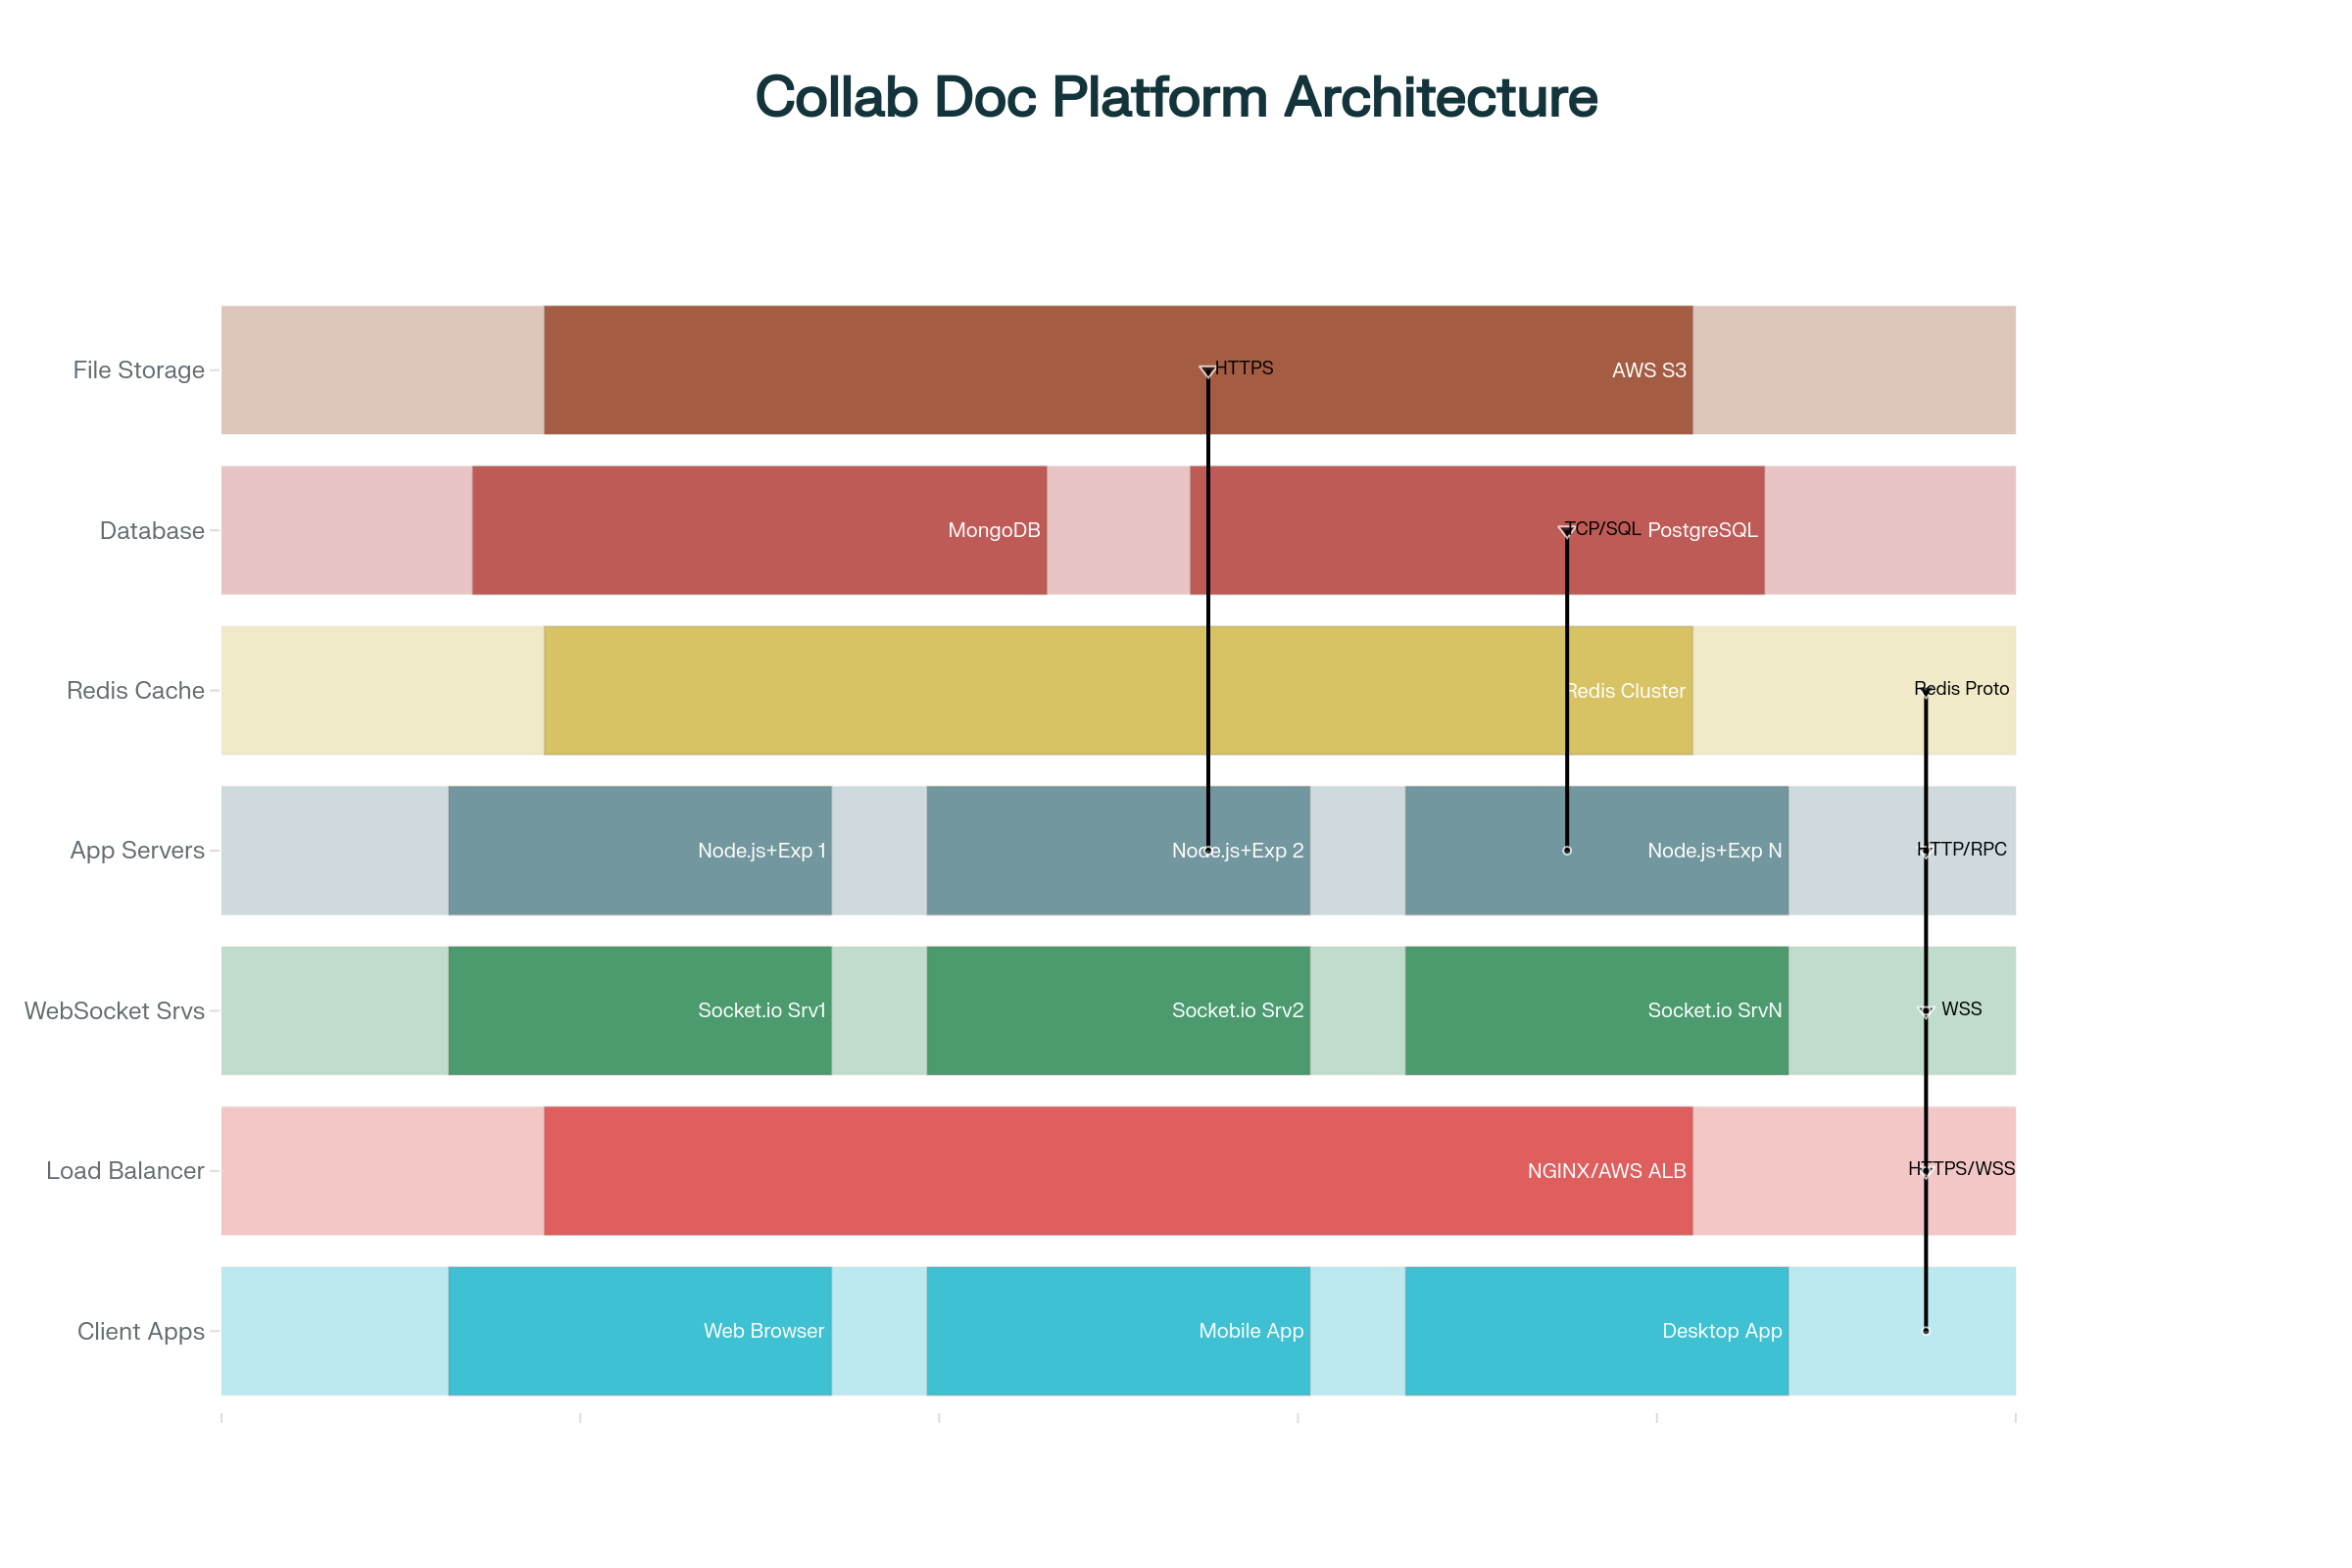 Collab Doc Platform Architecture
File Storage
HTTPS
AWS S3
Database
MongoDB
TCP/SQL
PostgreSQL
Redis Cache
Redis Cluster
Redis Proto
App Servers
Node.js+Exp 1
Node.js+Exp 2
Node.js+Exp N
HTTP/RPC
WebSocket Srvs
Socket.io Srv1
Socket.io Srv2
Socket.io SrvN
WSS
Load Balancer
NGINX/AWS ALB
HTTPS/WSS
Client Apps
Web Browser
Mobile App
Desktop App